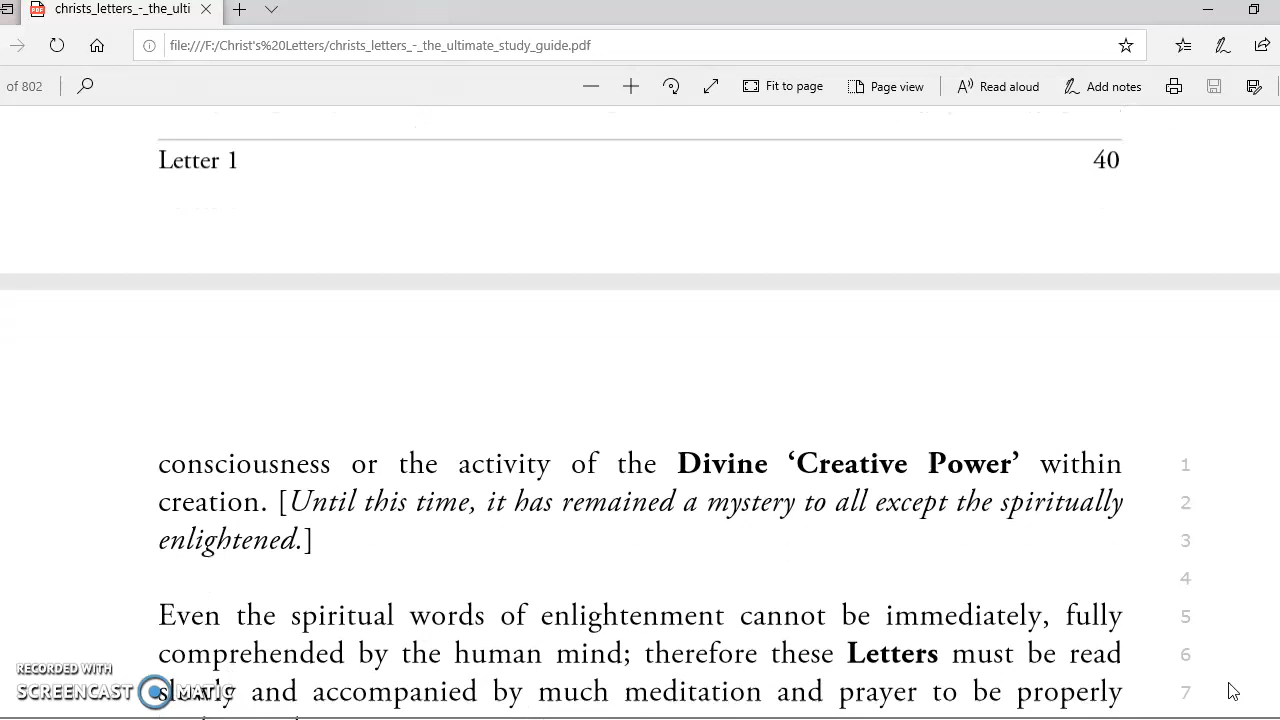 christs_letters_-_the_ulti
file:///F:/Christ's%20Letters/christs_letters_-_the_ultimate_study_guide.pdf
of 802 Fit to page Page view Read aloud Add notes
Letter 1 40
consciousness or the activity of the Divine ‘Creative Power’ within 1
creation. [Until this time, it has remained a mystery to all except the spiritually 2
enlightened.] 3
4
Even the spiritual words of enlightenment cannot be immediately, fully 5
comprehended by the human mind; therefore these Letters must be read 6
slowly and accompanied by much meditation and prayer to be properly 7
RECORDED WITH
SCREENCAST MATIC